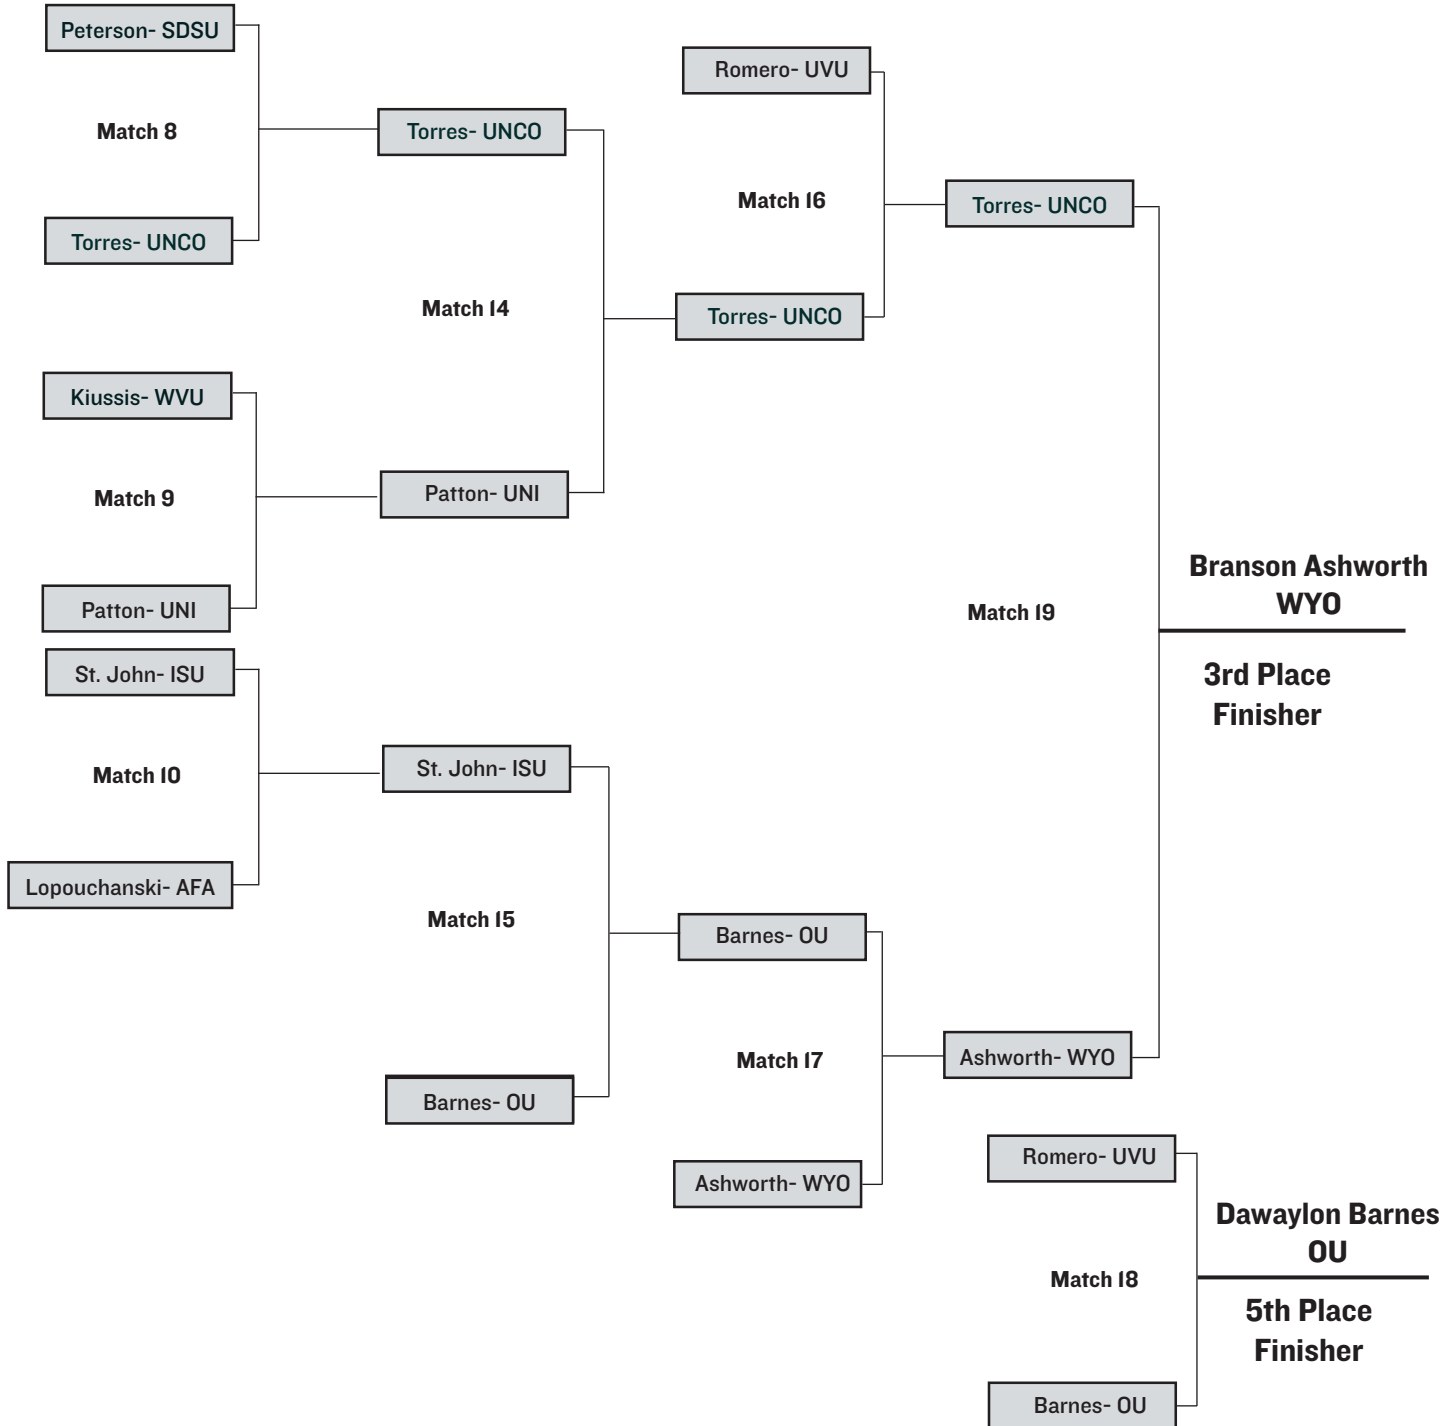 Peterson- SDSU
Romero- UVU
Match 8
Torres- UNCO
Match 16
Torres- UNCO
Torres- UNCO
Match 14
Torres- UNCO
Kiussis- WVU
Match 9
Patton- UNI
Patton- UNI
Branson Ashworth
WYO
Match 19
3rd Place
Finisher
St. John- ISU
Match 10
St. John- ISU
Lopouchanski- AFA
Match 15
Barnes- OU
Match 17
Ashworth- WYO
Barnes- OU
Ashworth- WYO
Romero- UVU
Dawaylon Barnes
OU
Match 18
5th Place
Finisher
Barnes- OU